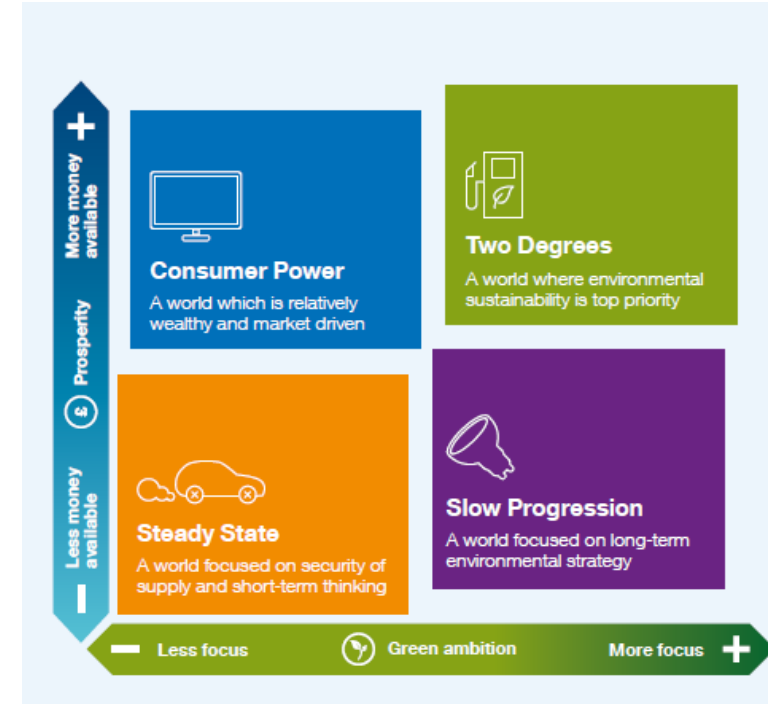 More money
available
Prosperity
£
Less money
available
Consumer Power
A world which is relatively
wealthy and market driven
Two Degrees
A world where environmental
sustainability is top priority
Steady State
A world focused on security of
supply and short-term thinking
Slow Progression
A world focused on long-term
environmental strategy
Less focus
Green ambition
More focus